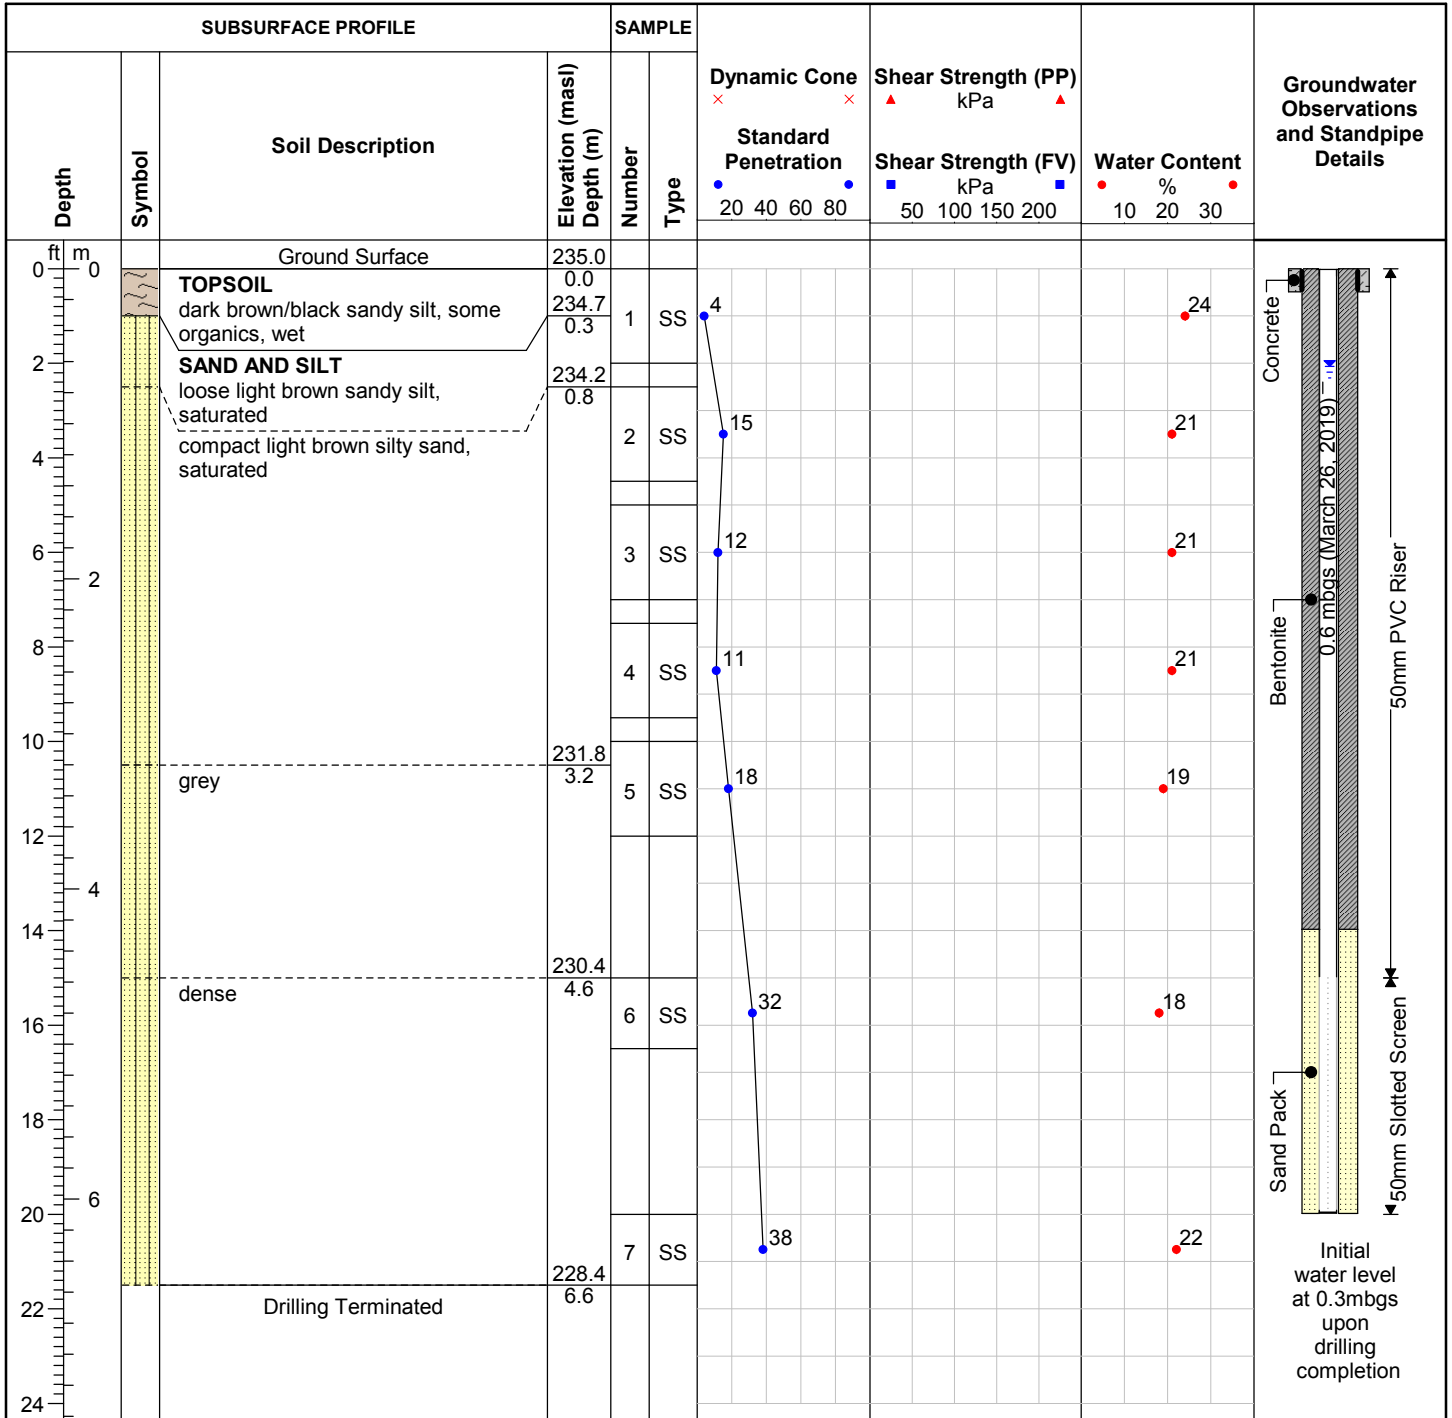 SUBSURFACE PROFILE
SAMPLE
Depth
Symbol
Soil Description
Elevation (masl)
Depth (m)
Number
Type
Dynamic Cone
Standard
Penetration
20 40 60 80
Shear Strength (PP)
kPa
Shear Strength (FV)
kPa
50 100 150 200
Water Content
%
10 20 30
Groundwater
Observations
and Standpipe
Details
ft m
Ground Surface
235.0
0 0
0.0
TOPSOIL
dark brown/black sandy silt, some
organics, wet
234.7
0.3
1 SS
4
24
SAND AND SILT
loose light brown sandy silt,
saturated
234.2
0.8
2
compact light brown silty sand,
saturated
2 SS
15
21
4
3 SS
12
21
6
2
4 SS
11
21
8
10
231.8
3.2
grey
5 SS
18
19
12
4
14
230.4
4.6
dense
6 SS
32
18
16
18
6
20
7 SS
38
22
228.4
6.6
Drilling Terminated
22
24
Concrete
0.6 mbgs (March 26, 2019)
Bentonite
50mm PVC Riser
Sand Pack
50mm Slotted Screen
Initial
water level
at 0.3mbgs
upon
drilling
completion